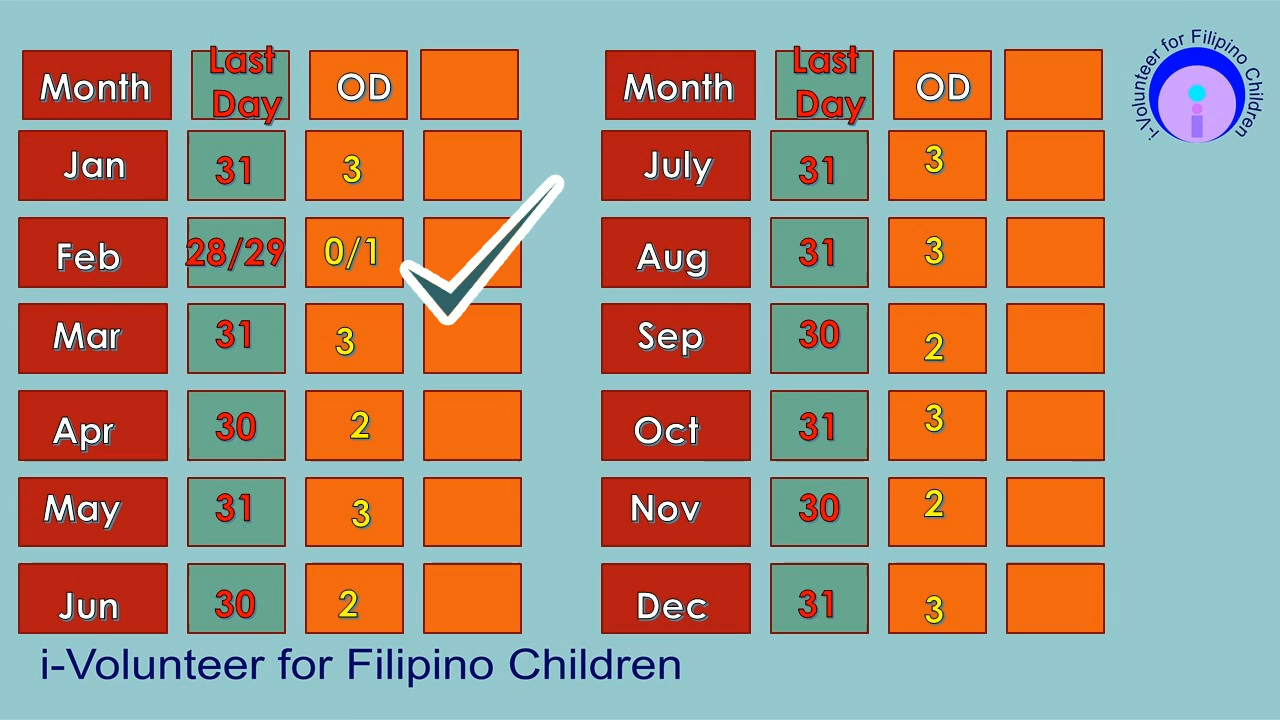 Month Last Day OD
Jan 31 3
Feb 28/29 0/1
Mar 31 3
Apr 30 2
May 31 3
Jun 30 2
Month Last Day OD
July 31 3
Aug 31 3
Sep 30 2
Oct 31 3
Nov 30 2
Dec 31 3
i-Volunteer for Filipino Children
i
i-Volunteer for Filipino Children